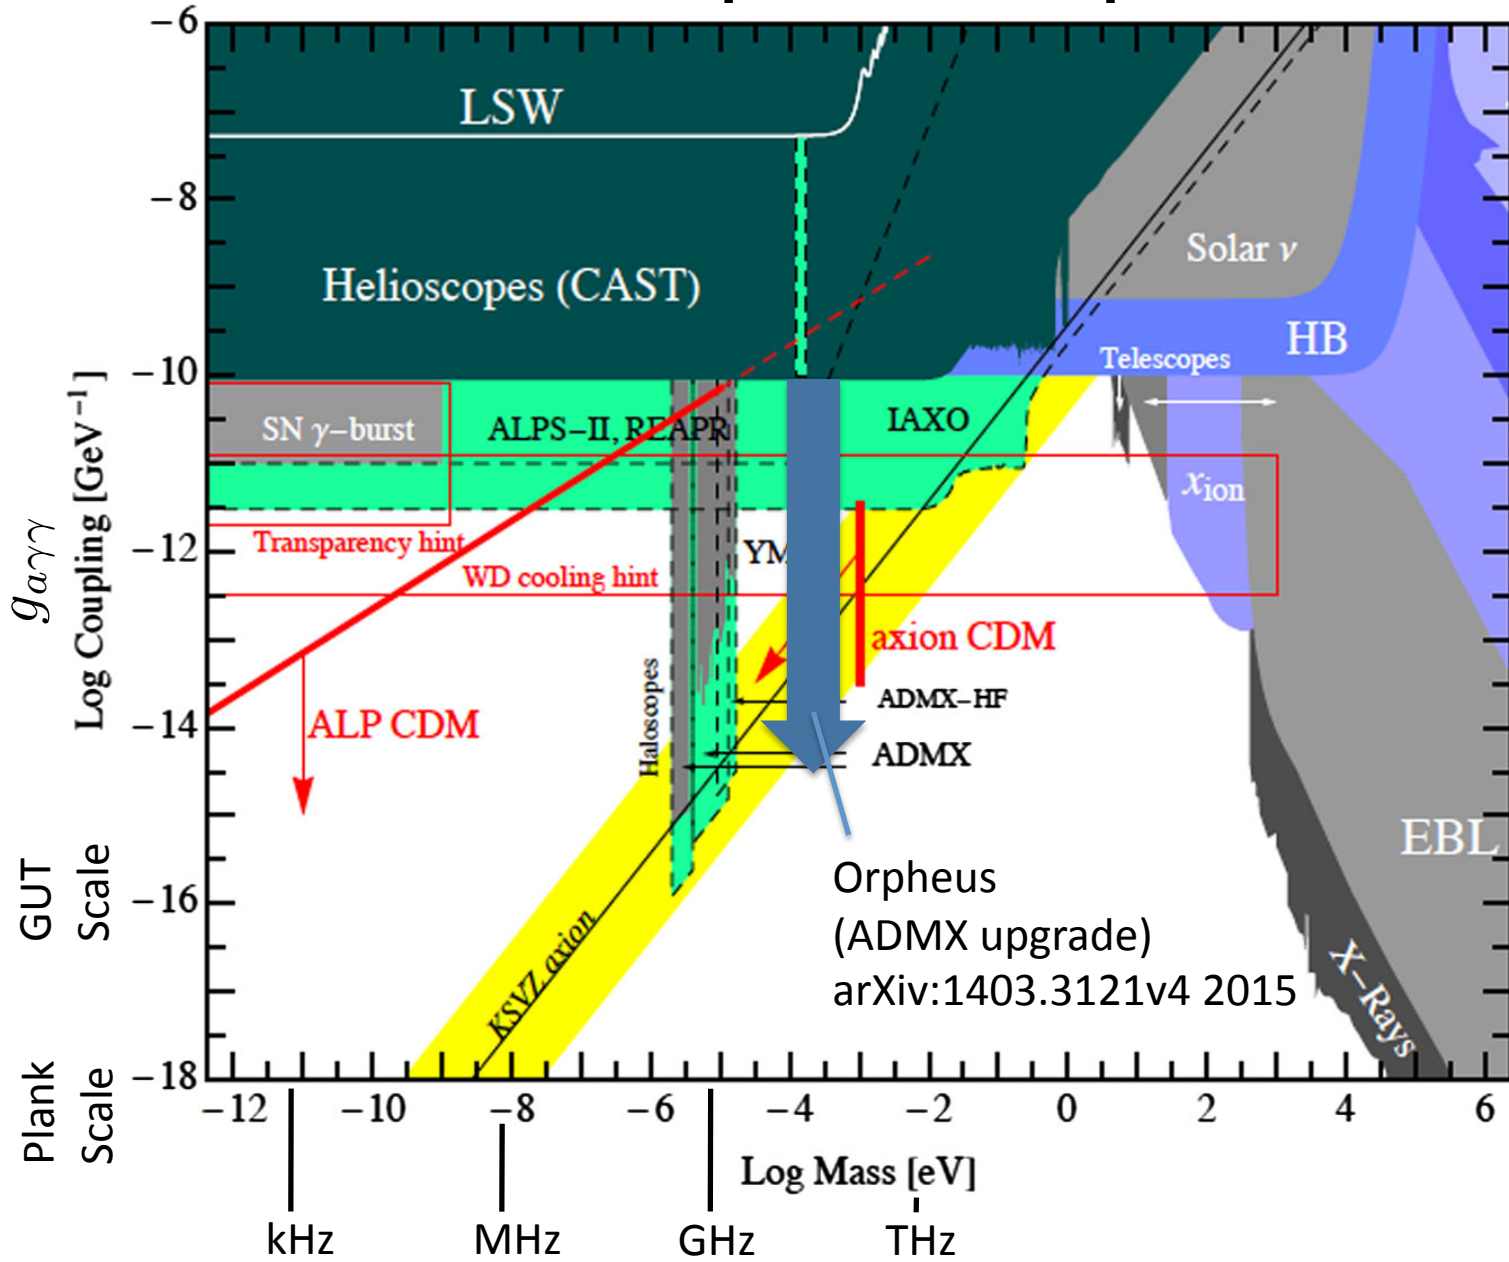 −6
LSW
−8
Solar ν
Helioscopes (CAST)
HB
Telescopes
−10
SN γ−burst
ALPS−II, REAPR
IAXO
x_ion
−12
Transparency hint
YM
WD cooling hint
axion CDM
ADMX−HF
−14
ALP CDM
Haloscopes
ADMX
EBL
Orpheus
(ADMX upgrade)
arXiv:1403.3121v4 2015
−16
KSVZ axion
X−Rays
−18
g_aγγ
Log Coupling [GeV⁻¹]
GUT
Scale
Plank
Scale
−12 −10 −8 −6 −4 −2 0 2 4 6
Log Mass [eV]
kHz MHz GHz THz